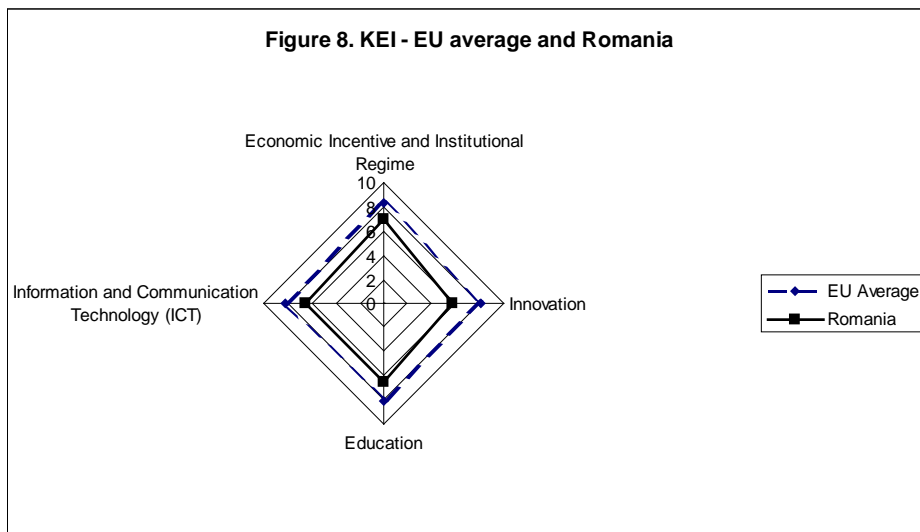 Figure 8. KEI - EU average and Romania
Economic Incentive and Institutional
Regime
10
8
6
4
2
0
Information and Communication
Technology (ICT)
Innovation
Education
EU Average
Romania